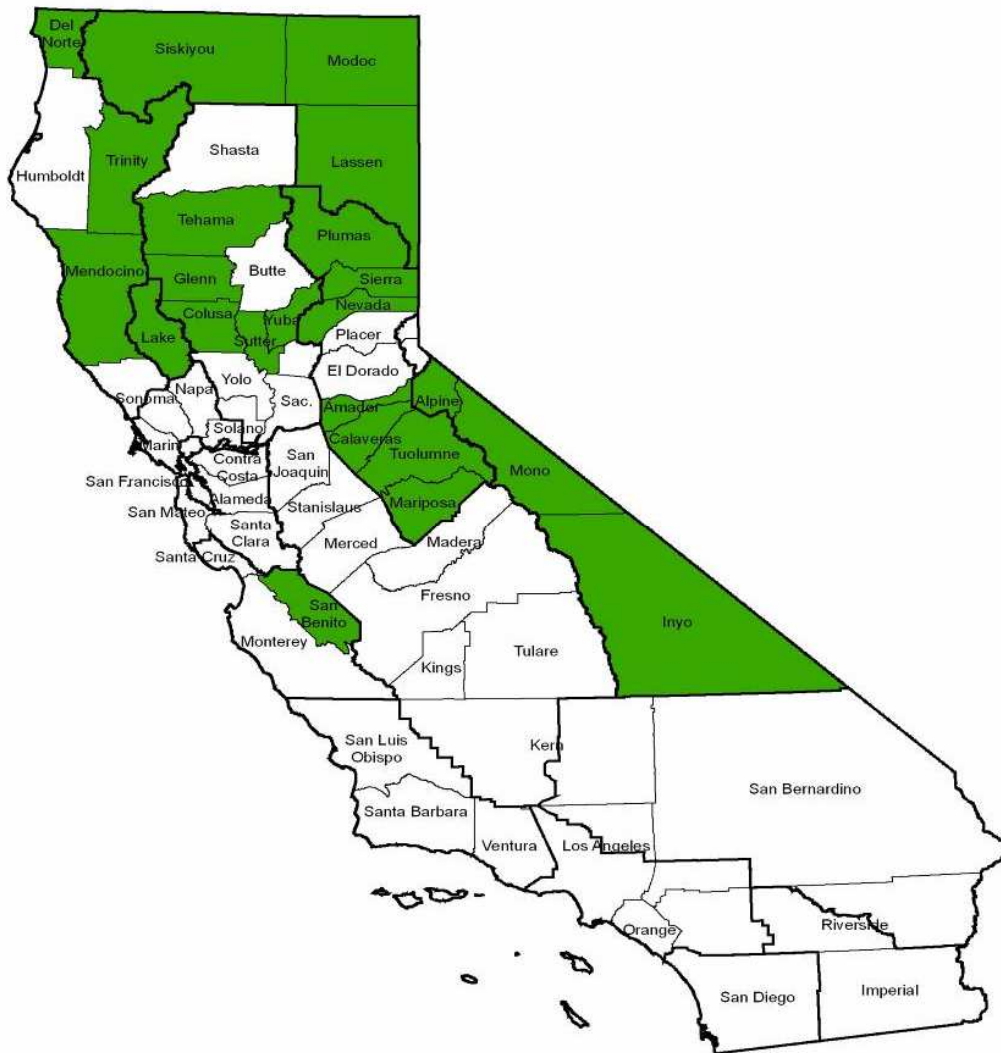 Del
Norte
Siskiyou
Modoc
Humboldt
Trinity
Shasta
Lassen
Tehama
Plumas
Mendocino
Glenn
Butte
Sierra
Nevada
Colusa
Yuba
Lake
Sutter
Placer
El Dorado
Yolo
Napa
Sonoma
Sac.
Amador
Alpine
Solano
Marin
Calaveras
Tuolumne
Mono
Contra
Costa
San
Joaquin
San Francisco
Alameda
Stanislaus
Mariposa
San Mateo
Santa
Clara
Merced
Madera
Santa Cruz
Fresno
San
Benito
Inyo
Monterey
Kings
Tulare
San Luis
Obispo
Kern
San Bernardino
Santa Barbara
Ventura
Los Angeles
Orange
Riverside
San Diego
Imperial